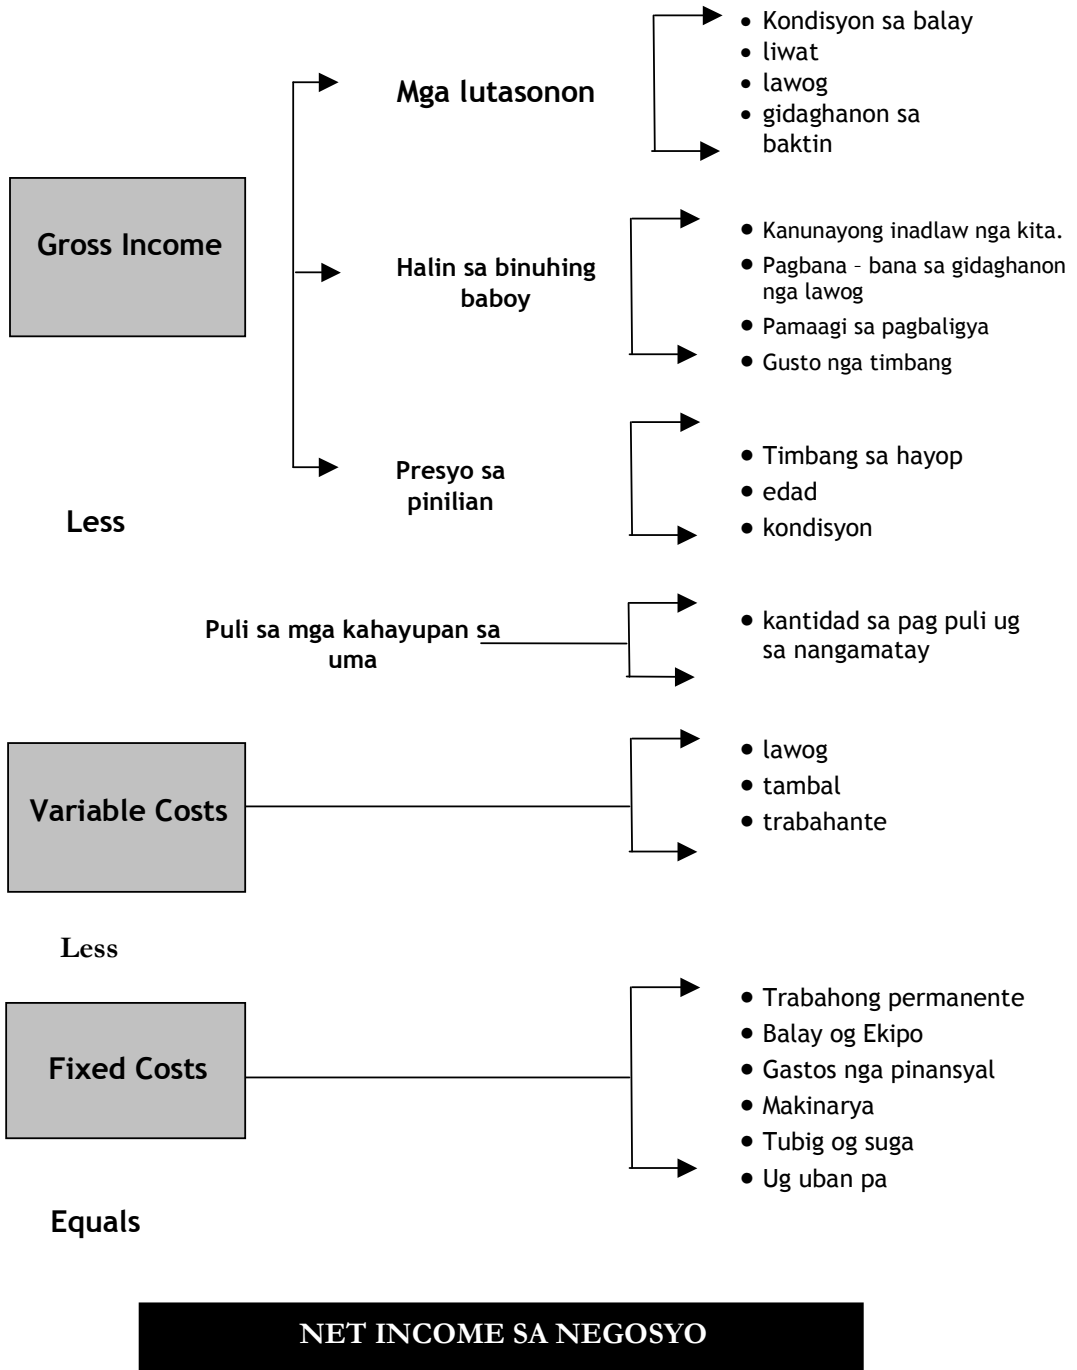 Gross Income
Mga lutasonon
• Kondisyon sa balay
• liwat
• lawog
• gidaghanon sa
baktin
Halin sa binuhing
baboy
• Kanunayong inadlaw nga kita.
• Pagbana – bana sa gidaghanon
nga lawog
• Pamaagi sa pagbaligya
• Gusto nga timbang
Presyo sa
pinilian
• Timbang sa hayop
• edad
• kondisyon
Less
Puli sa mga kahayupan sa
uma
• kantidad sa pag puli ug
sa nangamatay
Variable Costs
• lawog
• tambal
• trabahante
Less
Fixed Costs
• Trabahong permanente
• Balay og Ekipo
• Gastos nga pinansyal
• Makinarya
• Tubig og suga
• Ug uban pa
Equals
NET INCOME SA NEGOSYO